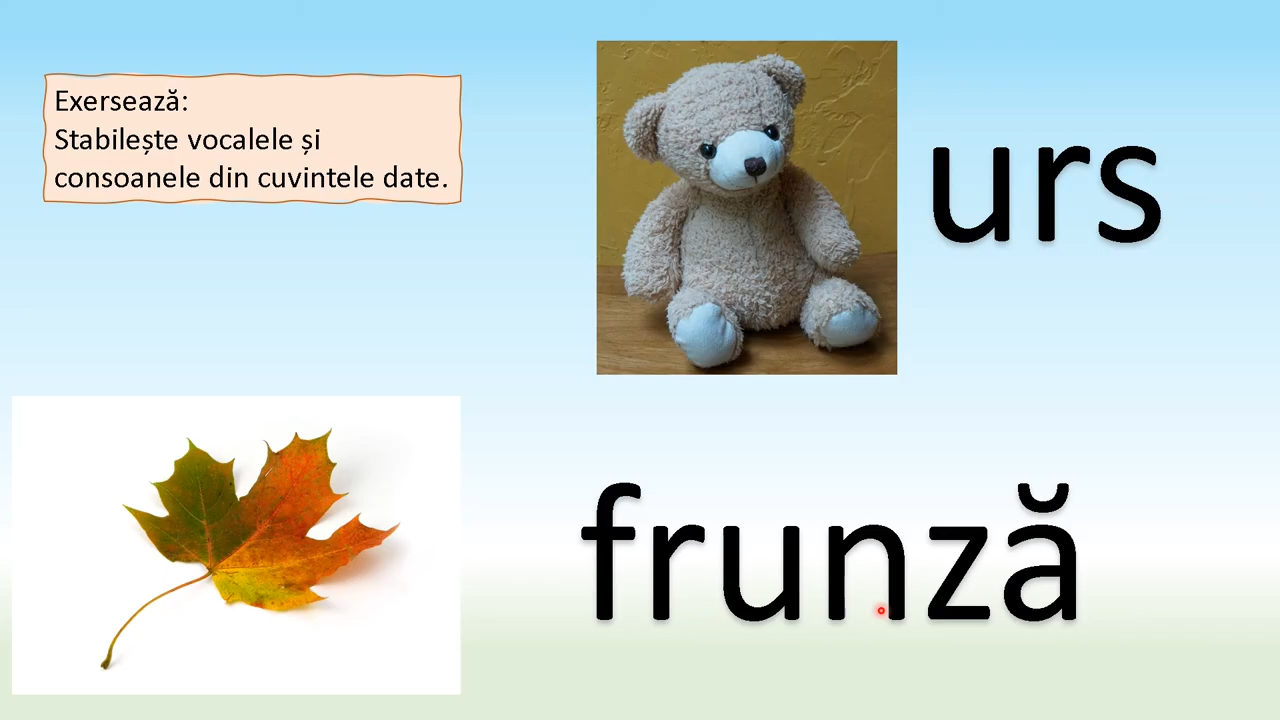 Exersează:
Stabilește vocalele și
consoanele din cuvintele date.
urs
frunză